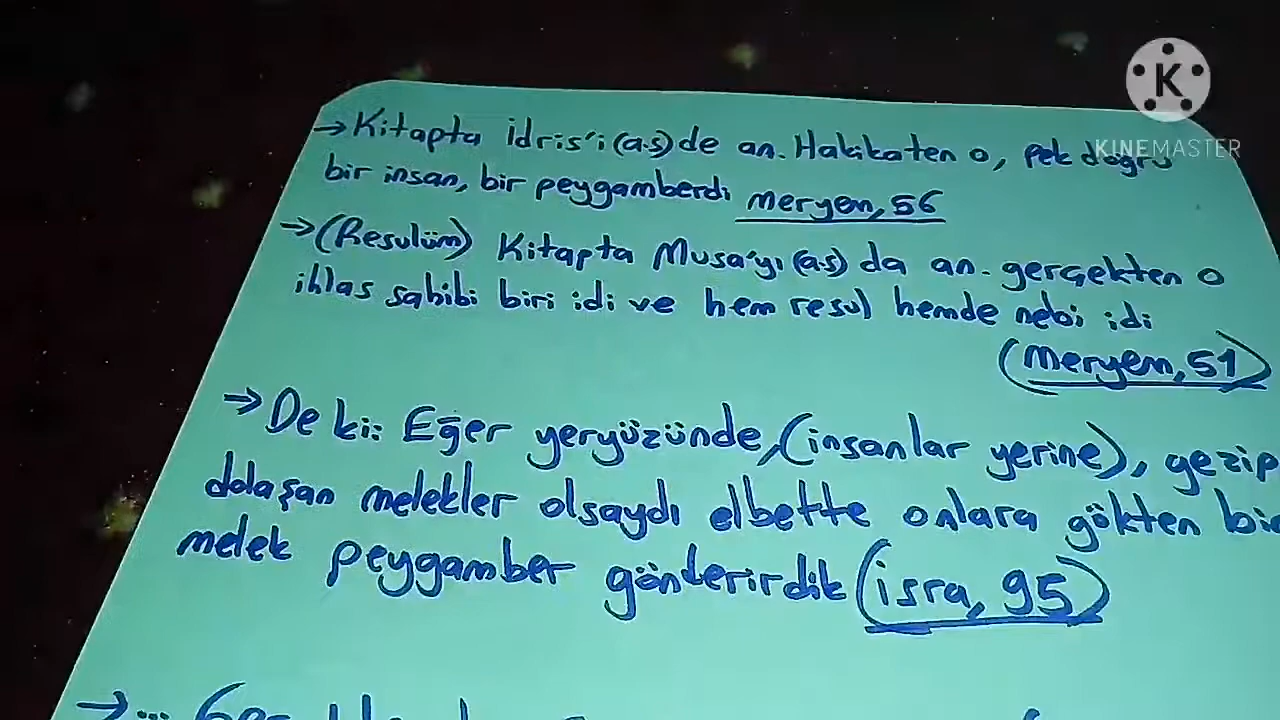 →Kitapta İdris'i(a.s)de an. Hakikaten o, pek doğru
bir insan, bir peygamberdi meryem, 56
→(Resulüm) Kitapta Musa'yı(a.s) da an. gerçekten o
ihlas sahibi biri idi ve hem resul hemde nebi idi
(meryem, 51)
→De ki: Eğer yeryüzünde, (insanlar yerine), gezip
dolaşan melekler olsaydı elbette onlara gökten bir
melek peygamber gönderirdik (isra, 95)
→...
K
KINEMASTER